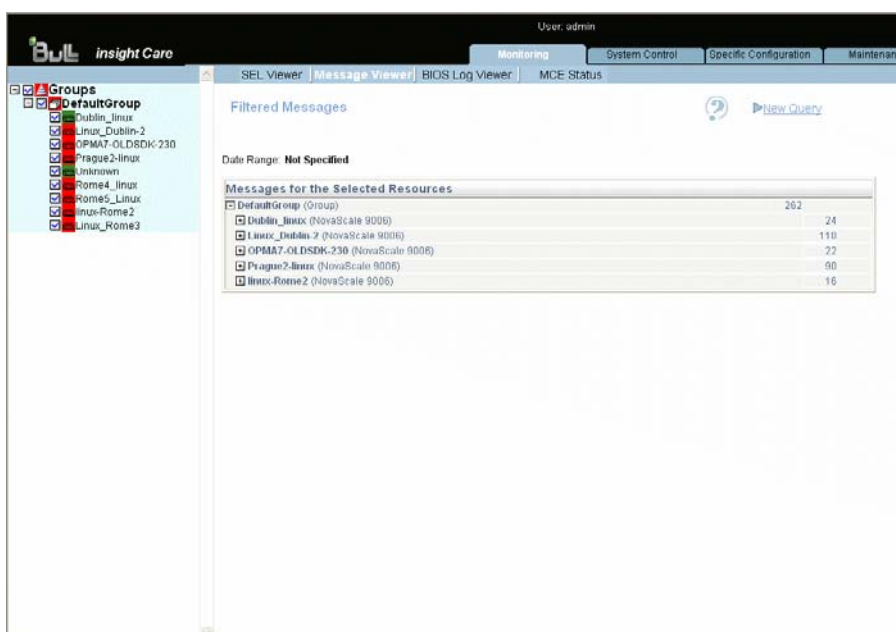 User: admin
Bull insight Care
Monitoring System Control Specific Configuration Maintenan
SEL Viewer Message Viewer BIOS Log Viewer MCE Status
Groups
DefaultGroup
Dublin_linux
Linux_Dublin-2
OPMA7-OLDSDK-230
Prague2-linux
Unknown
Rome4_linux
Rome5_Linux
linux-Rome2
Linux_Rome3
Filtered Messages
New Query
Date Range: Not Specified
Messages for the Selected Resources
DefaultGroup (Group) 262
Dublin_linux (NovaScale 9006) 24
Linux_Dublin-2 (NovaScale 9006) 110
OPMA7-OLDSDK-230 (NovaScale 9006) 22
Prague2-linux (NovaScale 9006) 90
linux-Rome2 (NovaScale 9006) 16